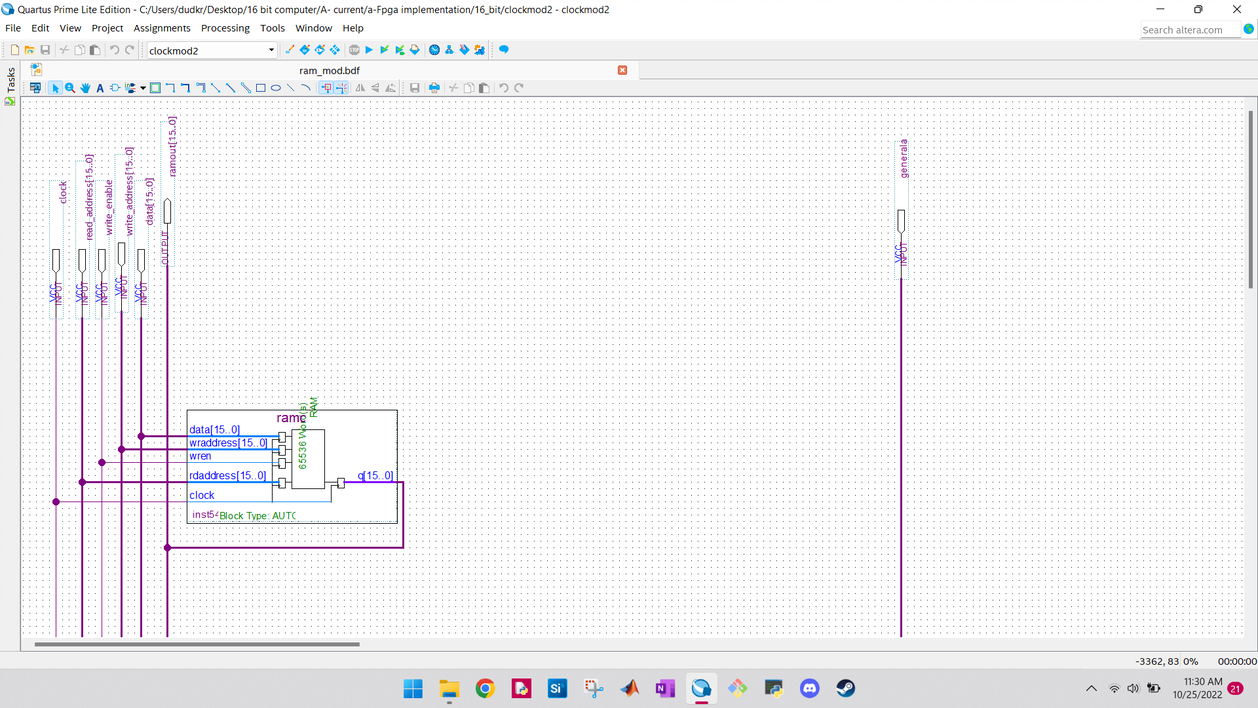 Quartus Prime Lite Edition - C:/Users/dudkr/Desktop/16 bit computer/A- current/a-Fpga implementation/16_bit/clockmod2 - clockmod2
File Edit View Project Assignments Processing Tools Window Help
Search altera.com
clockmod2
Tasks
ram_mod.bdf
clock
read_address[15..0]
write_enable
write_address[15..0]
data[15..0]
ramout[15..0]
generala
VCC
INPUT
VCC
INPUT
VCC
INPUT
VCC
INPUT
VCC
INPUT
OUTPUT
VCC
INPUT
data[15..0]
wraddress[15..0]
wren
rdaddress[15..0]
clock
65536 Word(s)
RAM
q[15..0]
Block Type: AUTO
-3362, 83 0% 00:00:00
11:30 AM
10/25/2022
21